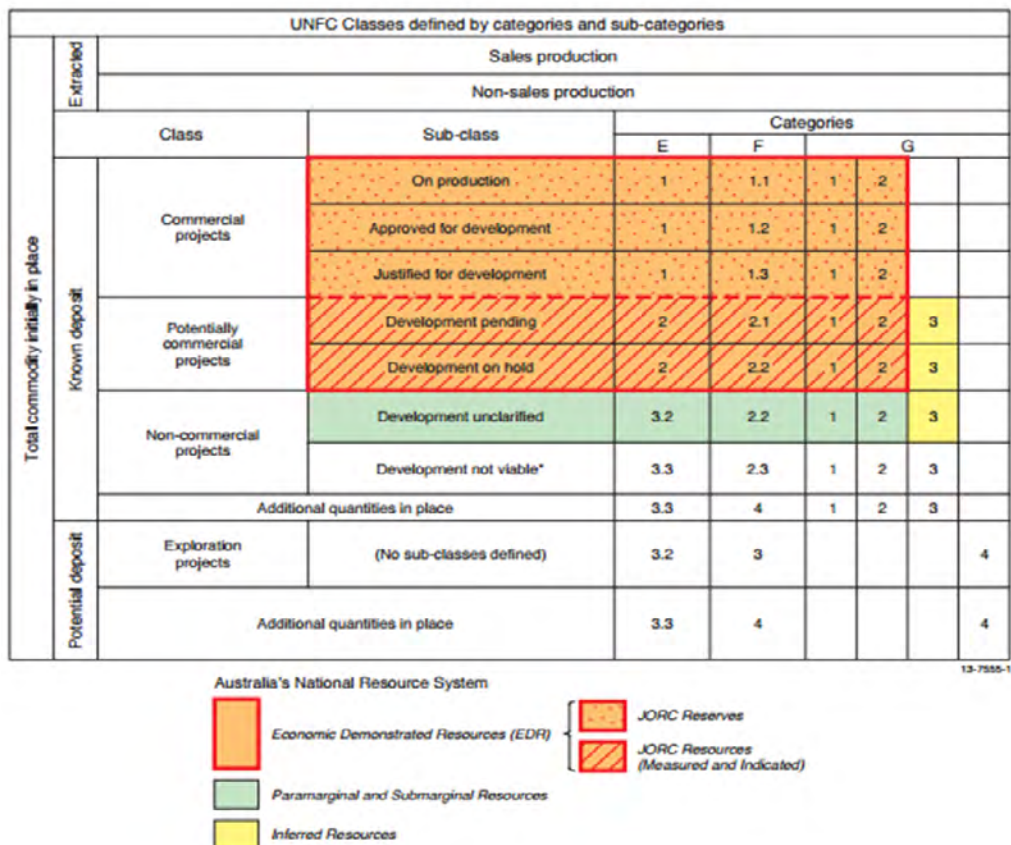 UNFC Classes defined by categories and sub-categories
Total commodity initially in place
Extracted
Sales production
Non-sales production
Known deposit
Class
Sub-class
Categories
E F G
Commercial
projects
On production 1 1.1 1 2
Approved for development 1 1.2 1 2
Justified for development 1 1.3 1 2
Potentially
commercial
projects
Development pending 2 2.1 1 2 3
Development on hold 2 2.2 1 2 3
Non-commercial
projects
Development unclarified 3.2 2.2 1 2 3
Development not viable* 3.3 2.3 1 2 3
Additional quantities in place 3.3 4 1 2 3
Potential deposit
Exploration
projects
(No sub-classes defined) 3.2 3 4
Additional quantities in place 3.3 4 4
13-7555-1
Australia's National Resource System
Economic Demonstrated Resources (EDR)
JORC Reserves
JORC Resources
(Measured and Indicated)
Paramarginal and Submarginal Resources
Inferred Resources